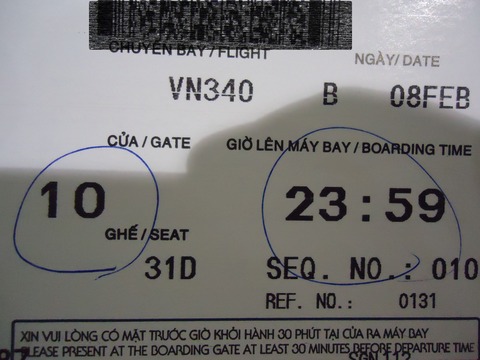 CHUYẾN BAY / FLIGHT NGÀY/ DATE
VN340 B 08FEB
CỬA / GATE GIỜ LÊN MÁY BAY / BOARDING TIME
10 23:59
GHẾ / SEAT
31D SEQ. NO.: 010
REF. NO.: 0131
XIN VUI LÒNG CÓ MẶT TRƯỚC GIỜ KHỞI HÀNH 30 PHÚT TẠI CỬA RA MÁY BAY
PLEASE PRESENT AT THE BOARDING GATE AT LEAST 30 MINUTES BEFORE DEPARTURE TIME